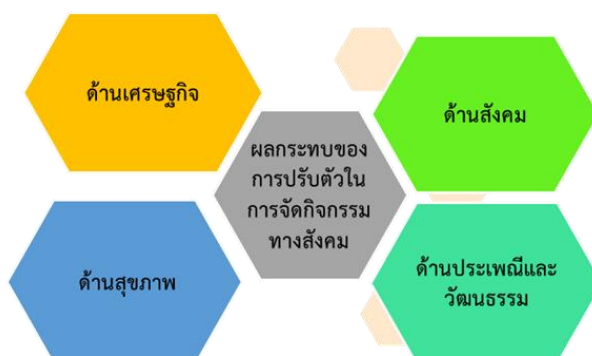 ด้านเศรษฐกิจ
ด้านสังคม
ผลกระทบของ
การปรับตัวใน
การจัดกิจกรรม
ทางสังคม
ด้านสุขภาพ
ด้านประเพณีและ
วัฒนธรรม